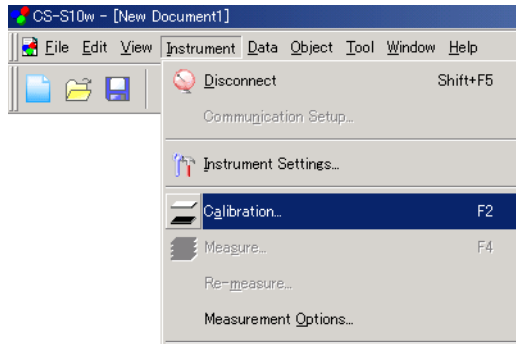 CS-S10w - [New Document1]
File Edit View Instrument Data Object Tool Window Help
Disconnect Shift+F5
Communication Setup...
Instrument Settings...
Calibration... F2
Measure... F4
Re-measure...
Measurement Options...